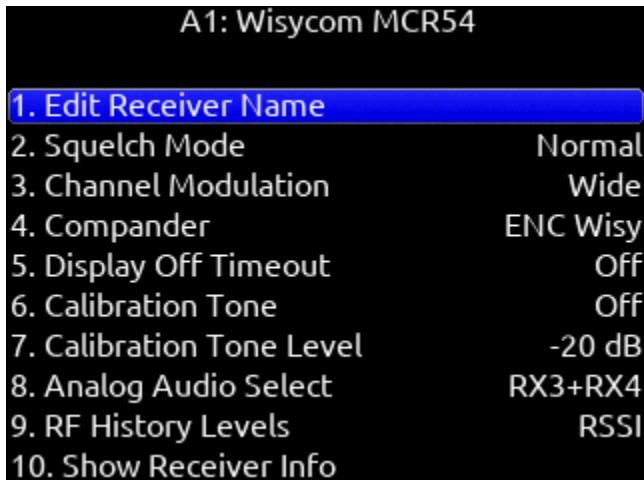 A1: Wisycom MCR54
1. Edit Receiver Name
2. Squelch Mode Normal
3. Channel Modulation Wide
4. Compander ENC Wisy
5. Display Off Timeout Off
6. Calibration Tone Off
7. Calibration Tone Level -20 dB
8. Analog Audio Select RX3+RX4
9. RF History Levels RSSI
10. Show Receiver Info